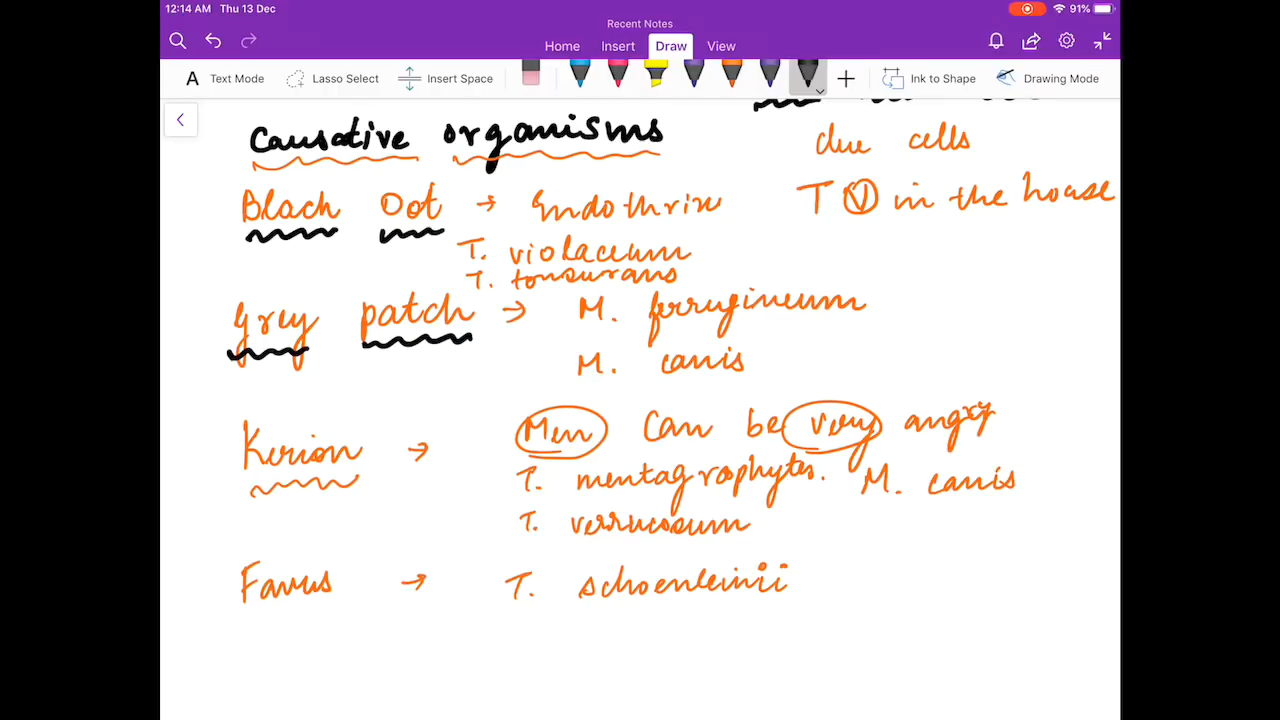 12:14 AM Thu 13 Dec
91%
Recent Notes
Home Insert Draw View
Text Mode Lasso Select Insert Space Ink to Shape Drawing Mode
Causative organisms
due cells
Black Dot → Endothrix
T V in the house
T. violaceum
T. tonsurans
Grey patch → M. ferrugineum
M. canis
Kerion → Men can be very angry
T. mentagrophytes. M. canis
T. verrucosum
Favus → T. schoenleinii